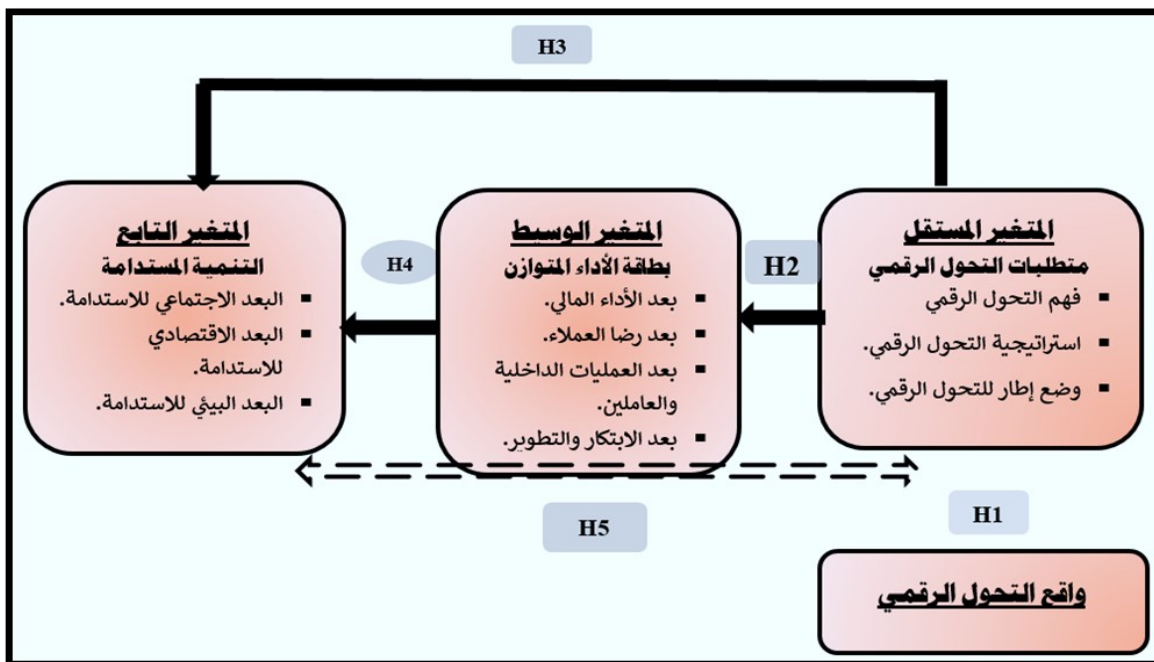 H3
المتغير المستقل
متطلبات التحول الرقمي
▪ فهم التحول الرقمي
▪ استراتيجية التحول الرقمي.
▪ وضع إطار للتحول الرقمي.
H2
المتغير الوسيط
بطاقة الأداء المتوازن
▪ بعد الأداء المالي.
▪ بعد رضا العملاء.
▪ بعد العمليات الداخلية
والعاملين.
▪ بعد الابتكار والتطوير.
H4
المتغير التابع
التنمية المستدامة
▪ البعد الاجتماعي للاستدامة.
▪ البعد الاقتصادي
للاستدامة.
▪ البعد البيئي للاستدامة.
H1
H5
واقع التحول الرقمي